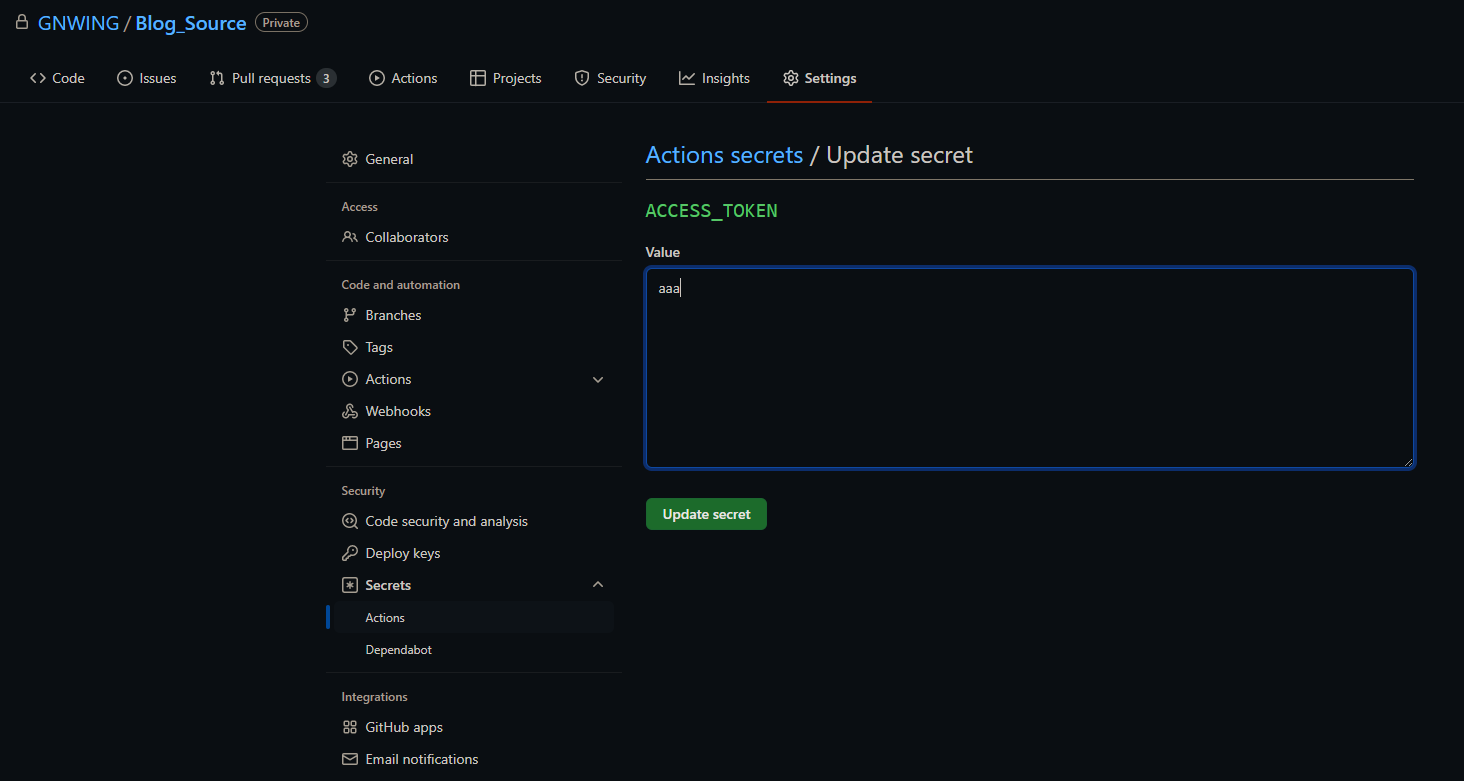 GNWING / Blog_Source Private
Code Issues Pull requests 3 Actions Projects Security Insights Settings
General
Access
Collaborators
Code and automation
Branches
Tags
Actions
Webhooks
Pages
Security
Code security and analysis
Deploy keys
Secrets
Actions
Dependabot
Integrations
GitHub apps
Email notifications
Actions secrets / Update secret
ACCESS_TOKEN
Value
aaa
Update secret